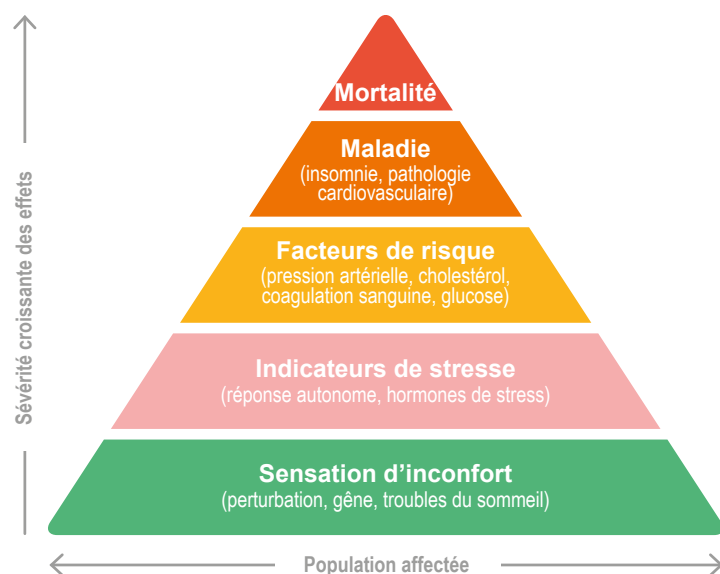 Mortalité
Maladie
(insomnie, pathologie
cardiovasculaire)
Facteurs de risque
(pression artérielle, cholestérol,
coagulation sanguine, glucose)
Indicateurs de stresse
(réponse autonome, hormones de stress)
Sensation d’inconfort
(perturbation, gêne, troubles du sommeil)
Sévérité croissante des effets
Population affectée